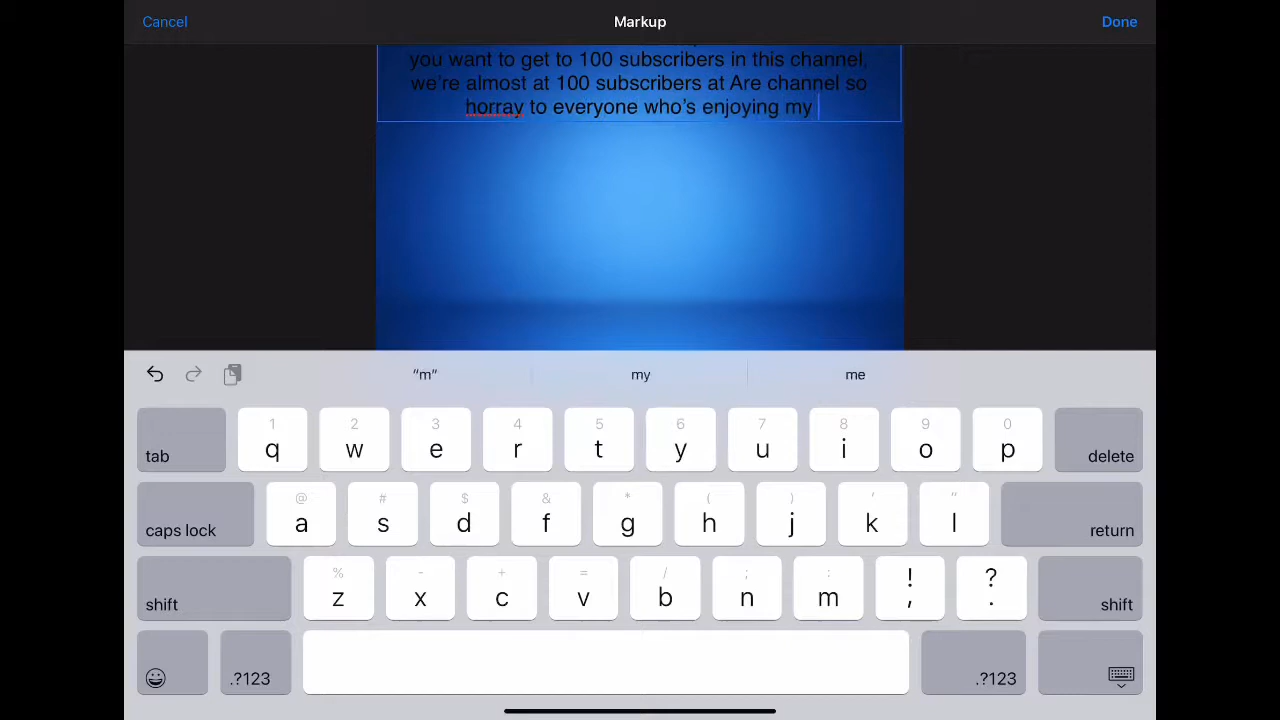 Cancel
Markup
Done
you want to get to 100 subscribers in this channel,
we're almost at 100 subscribers at Are channel so
horray to everyone who's enjoying my
"m"
my
me
1 2 3 4 5 6 7 8 9 0
tab q w e r t y u i o p delete
@ # $ & * ( ) ' "
caps lock a s d f g h j k l return
% - + = / ; : ! ?
shift z x c v b n m , . shift
.?123 .?123